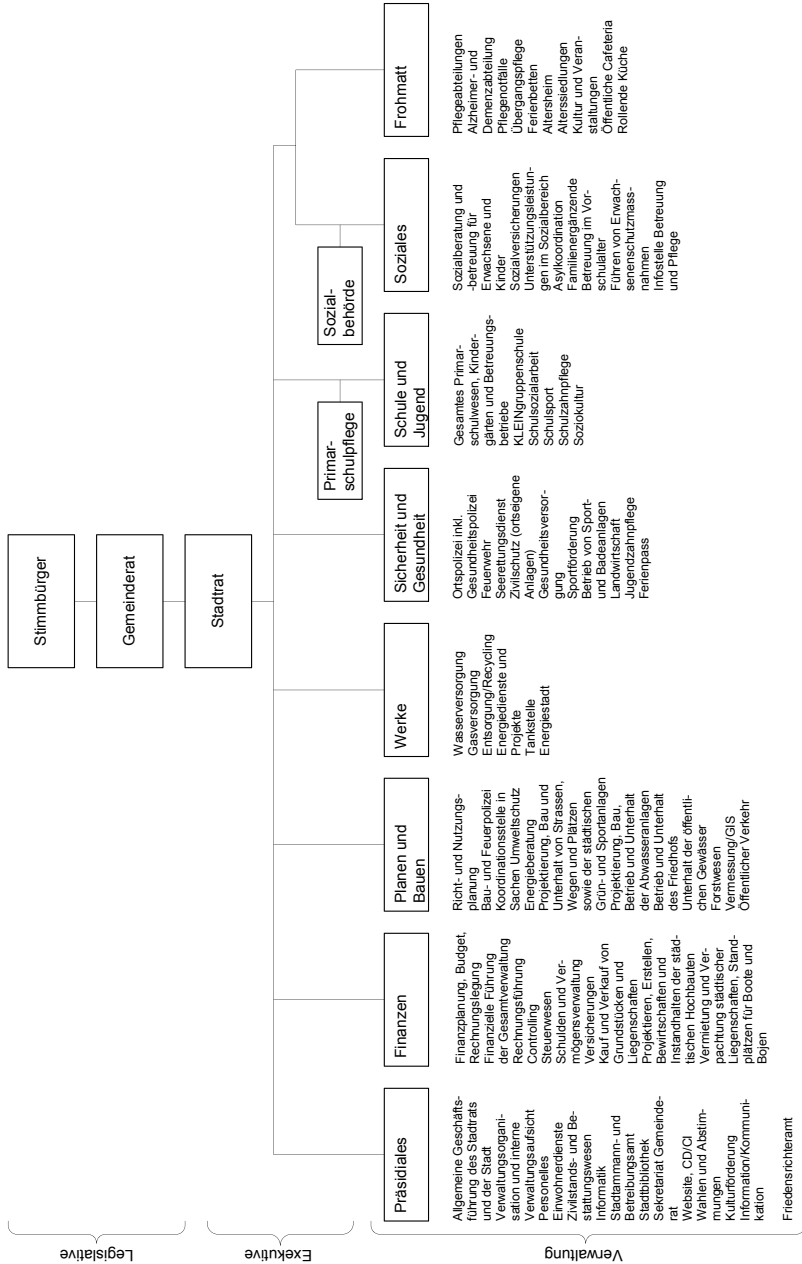 Legislative
Exekutive
Verwaltung
Stimmbürger
Gemeinderat
Stadtrat
Primar-
schulpflege
Sozial-
behörde
Präsidiales
Allgemeine Geschäfts-
führung des Stadtrats
und der Stadt
Verwaltungsorgani-
sation und interne
Verwaltungsaufsicht
Personelles
Einwohnerdienste
Zivilstands- und Be-
stattungswesen
Informatik
Stadtammann- und
Betreibungsamt
Stadtbibliothek
Sekretariat Gemeinde-
rat
Website, CD/CI
Wahlen und Abstim-
mungen
Kulturförderung
Information/Kommuni-
kation
Friedensrichteramt
Finanzen
Finanzplanung, Budget,
Rechnungslegung
Finanzielle Führung
der Gesamtverwaltung
Rechnungsführung
Controlling
Steuerwesen
Schulden und Ver-
mögensverwaltung
Versicherungen
Kauf und Verkauf von
Grundstücken und
Liegenschaften
Projektieren, Erstellen,
Bewirtschaften und
Instandhalten der städ-
tischen Hochbauten
Vermietung und Ver-
pachtung städtischer
Liegenschaften, Stand-
plätzen für Boote und
Bojen
Planen und
Bauen
Richt- und Nutzungs-
planung
Bau- und Feuerpolizei
Koordinationsstelle in
Sachen Umweltschutz
Energieberatung
Projektierung, Bau und
Unterhalt von Strassen,
Wegen und Plätzen
sowie der städtischen
Grün- und Sportanlagen
Projektierung, Bau,
Betrieb und Unterhalt
der Abwasseranlagen
Betrieb und Unterhalt
des Friedhofs
Unterhalt der öffentli-
chen Gewässer
Forstwesen
Vermessung/GIS
Öffentlicher Verkehr
Werke
Wasserversorgung
Gasversorgung
Entsorgung/Recycling
Energiedienste und
Projekte
Tankstelle
Energiestadt
Sicherheit und
Gesundheit
Ortspolizei inkl.
Gesundheitspolizei
Feuerwehr
Seerettungsdienst
Zivilschutz (ortseigene
Anlagen)
Gesundheitsversor-
gung
Sportförderung
Betrieb von Sport-
und Badeanlagen
Landwirtschaft
Jugendzahnpflege
Ferienpass
Schule und
Jugend
Gesamtes Primar-
schulwesen, Kinder-
gärten und Betreuungs-
betriebe
KLEINgruppenschule
Schulsozialarbeit
Schulsport
Schulzahnpflege
Soziokultur
Soziales
Sozialberatung und
-betreuung für
Erwachsene und
Kinder
Sozialversicherungen
Unterstützungsleistun-
gen im Sozialbereich
Asylkoordination
Familienergänzende
Betreuung im Vor-
schulalter
Führen von Erwach-
senenschutzmass-
nahmen
Infostelle Betreuung
und Pflege
Frohmatt
Pflegeabteilungen
Alzheimer- und
Demenzabteilung
Pflegenotfälle
Übergangspflege
Ferienbetten
Altersheim
Alterssiedlungen
Kultur und Veran-
staltungen
Öffentliche Cafeteria
Rollende Küche